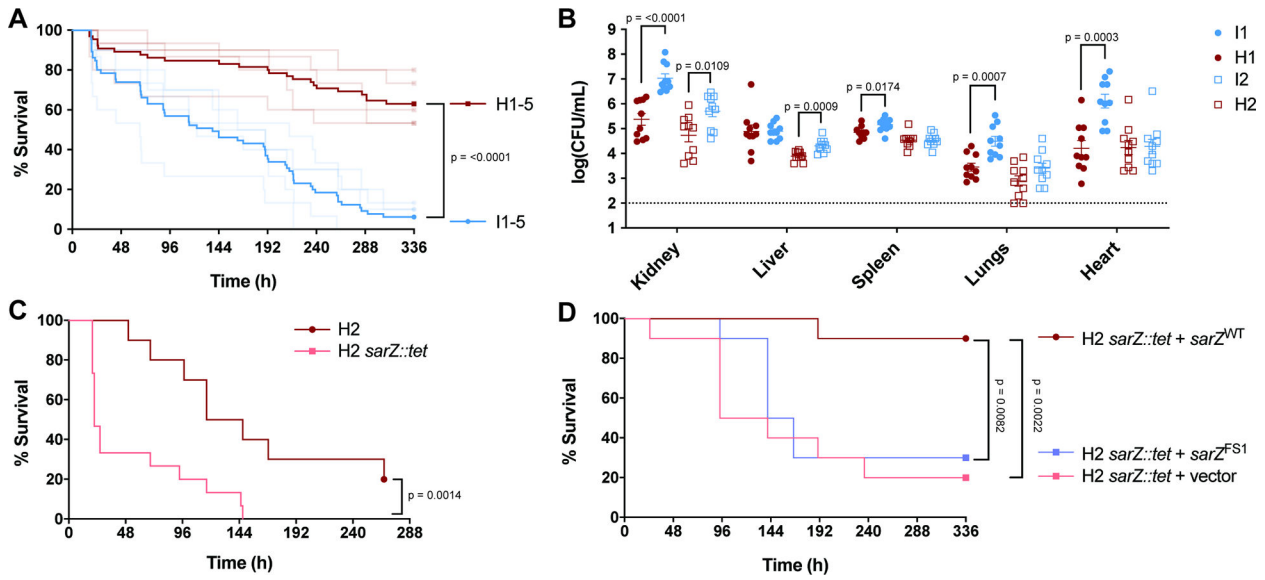 A
100
80
60
40
20
0
% Survival
0 48 96 144 192 240 288 336
Time (h)
H1-5
p = <0.0001
I1-5
B
9
8
7
6
5
4
3
2
1
log(CFU/mL)
p = <0.0001
p = 0.0109
p = 0.0009
p = 0.0174
p = 0.0007
p = 0.0003
Kidney
Liver
Spleen
Lungs
Heart
I1
H1
I2
H2
C
100
80
60
40
20
0
% Survival
0 48 96 144 192 240 288
Time (h)
H2
H2 sarZ::tet
p = 0.0014
D
100
80
60
40
20
0
% Survival
0 48 96 144 192 240 288 336
Time (h)
H2 sarZ::tet + sarZWT
p = 0.0082
p = 0.0022
H2 sarZ::tet + sarZFS1
H2 sarZ::tet + vector